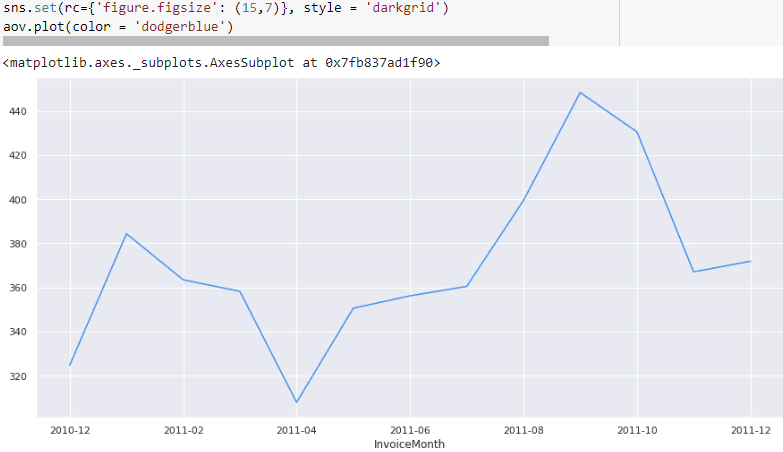 sns.set(rc={'figure.figsize': (15,7)}, style = 'darkgrid')
aov.plot(color = 'dodgerblue')
<matplotlib.axes._subplots.AxesSubplot at 0x7fb837ad1f90>
440
420
400
380
360
340
320
2010-12 2011-02 2011-04 2011-06 2011-08 2011-10 2011-12
InvoiceMonth